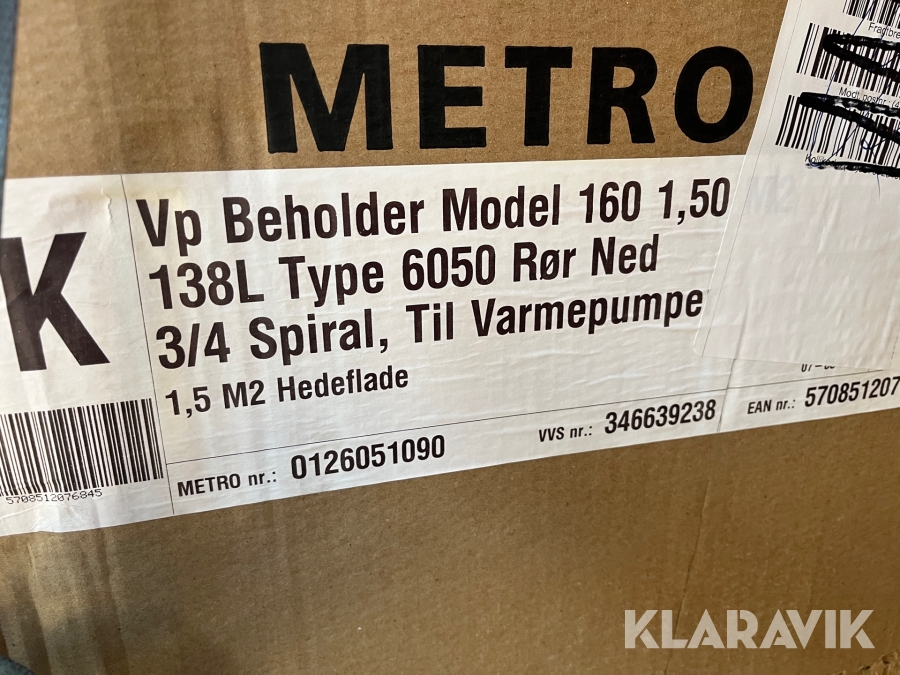 METRO
K
Vp Beholder Model 160 1,50
138L Type 6050 Rør Ned
3/4 Spiral, Til Varmepumpe
1,5 M2 Hedeflade
METRO nr.: 0126051090
VVS nr.: 346639238
EAN nr.: 570851207
5708512076845
KLARAVIK